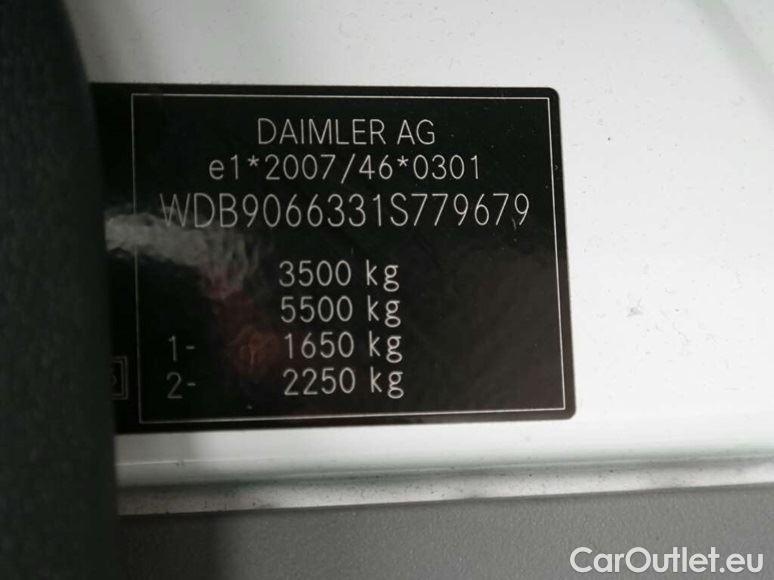 DAIMLER AG
e1*2007/46*0301
WDB9066331S779679
3500 kg
5500 kg
1- 1650 kg
2- 2250 kg
CarOutlet.eu